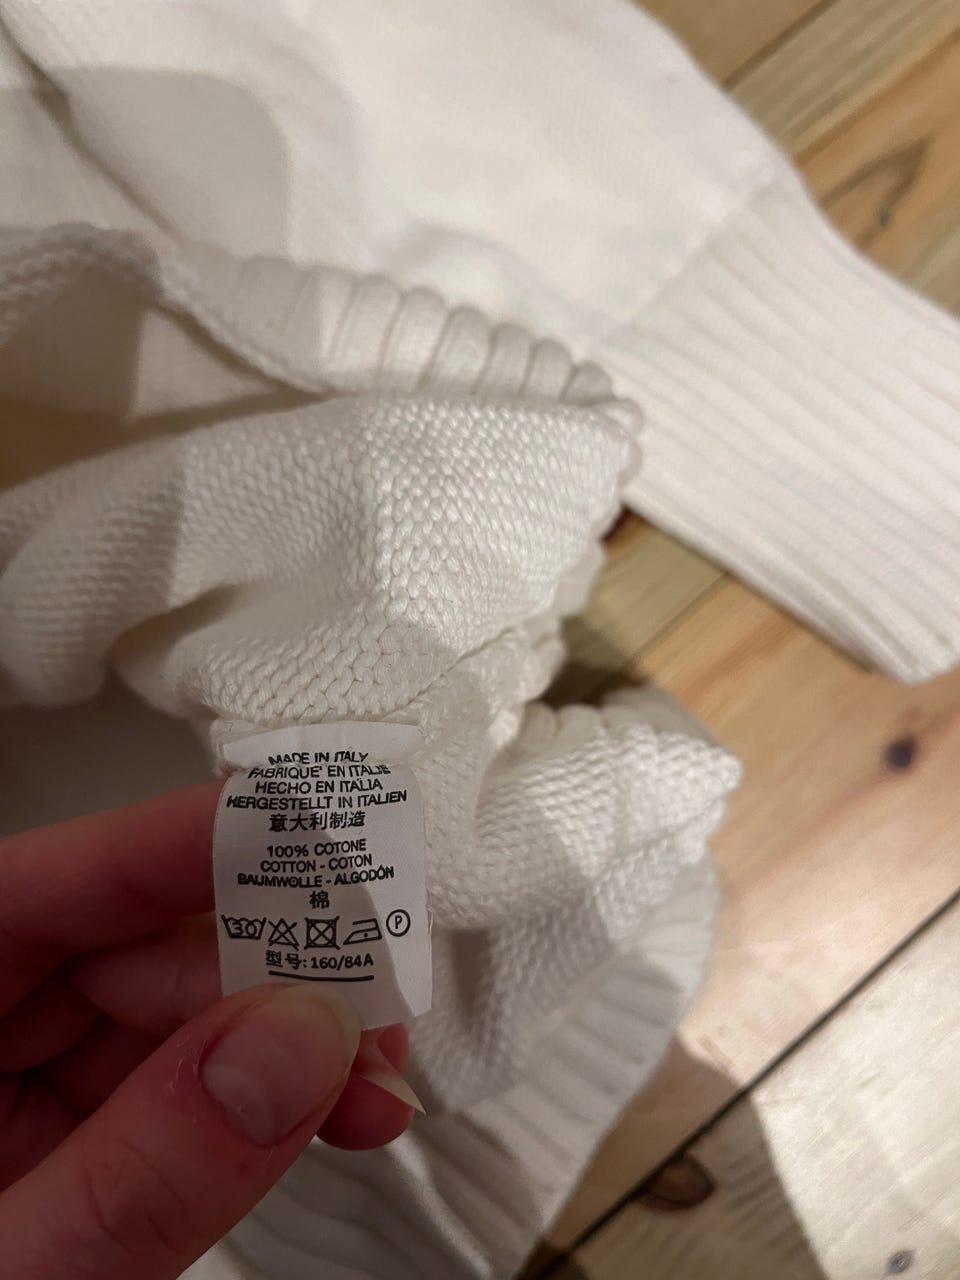 MADE IN ITALY
FABRIQUE' EN ITALIE
HECHO EN ITALIA
HERGESTELLT IN ITALIEN
意大利制造
100% COTONE
COTTON - COTON
BAUMWOLLE - ALGODÓN
棉
30 P
型号: 160/84A